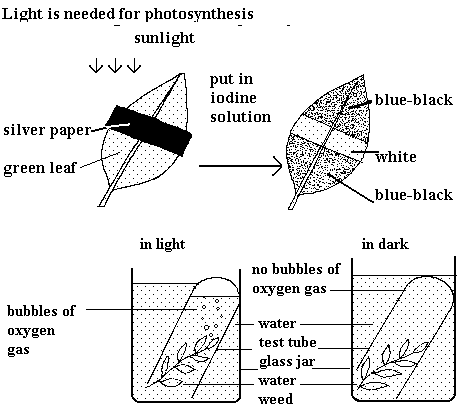 Light is needed for photosynthesis
sunlight
put in
iodine
solution
silver paper
green leaf
blue-black
white
blue-black
in light
in dark
no bubbles of
oxygen gas
bubbles of
oxygen
gas
water
test tube
glass jar
water
weed